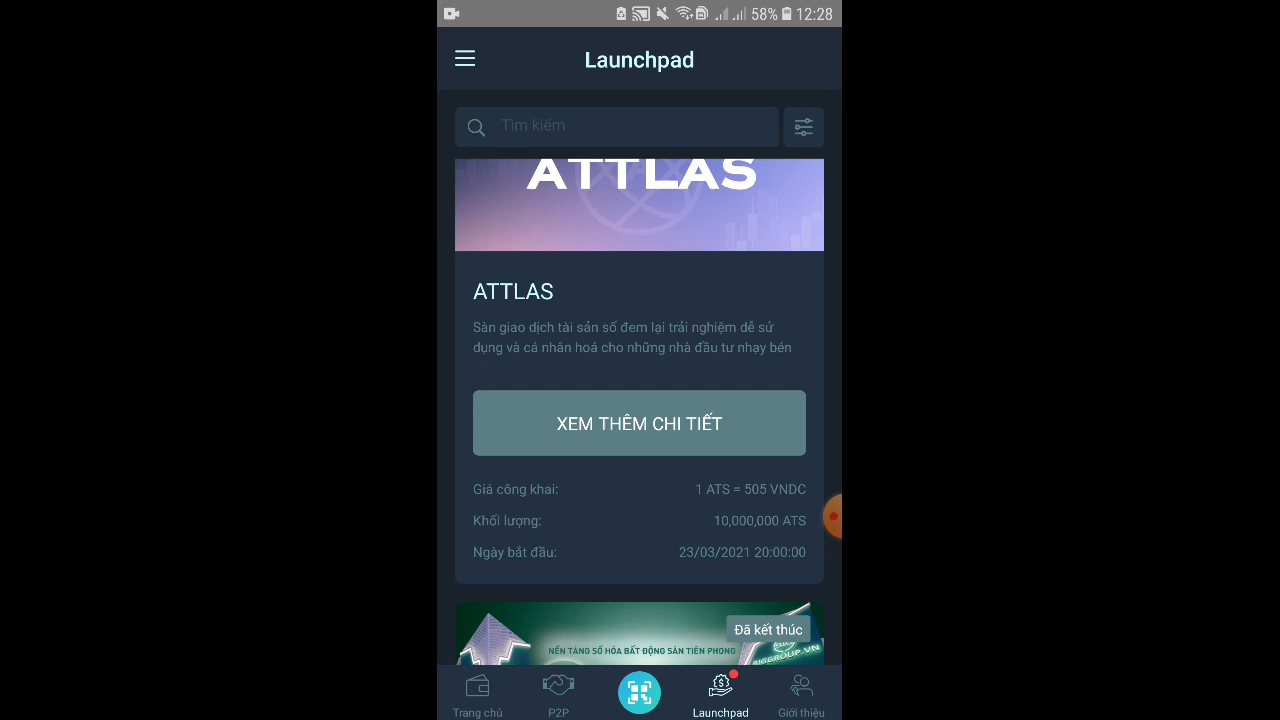 58% 12:28
Launchpad
Tìm kiếm
ATTLAS
ATTLAS
Sàn giao dịch tài sản số đem lại trải nghiệm dễ sử
dụng và cá nhân hoá cho những nhà đầu tư nhạy bén
XEM THÊM CHI TIẾT
Giá công khai: 1 ATS = 505 VNDC
Khối lượng: 10,000,000 ATS
Ngày bắt đầu: 23/03/2021 20:00:00
Đã kết thúc
NỀN TẢNG SỐ HÓA BẤT ĐỘNG SẢN TIÊN PHONG
BIGGROUP.VN
Trang chủ P2P Launchpad Giới thiệu